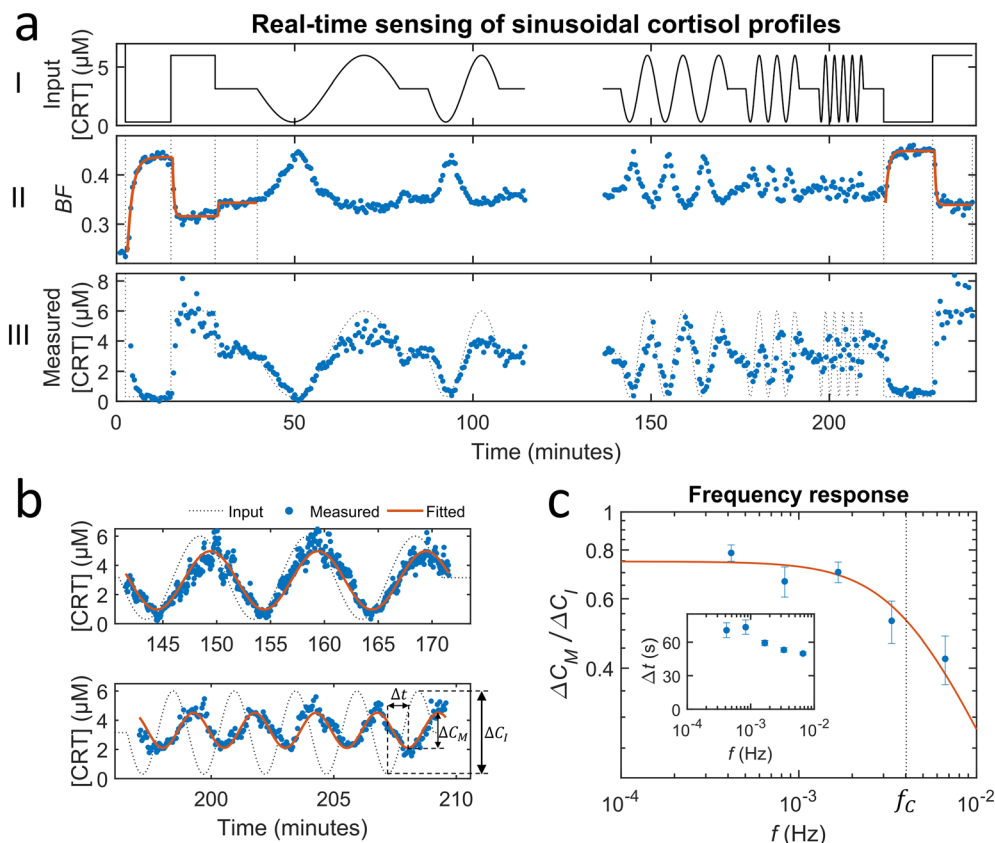 a
Real-time sensing of sinusoidal cortisol profiles
I
Input
[CRT] (µM)
5
0
II
BF
0.4
0.3
III
Measured
[CRT] (µM)
8
6
4
2
0
0 50 100 150 200
Time (minutes)
b
Input Measured Fitted
[CRT] (µM)
6
4
2
0
145 150 155 160 165 170
[CRT] (µM)
6
4
2
0
Δt
ΔC_M
ΔC_I
200 205 210
Time (minutes)
c
Frequency response
ΔC_M / ΔC_I
1
0.8
0.6
0.4
Δt (s)
60
30
0
10⁻⁴ 10⁻³ 10⁻²
f (Hz)
10⁻⁴ 10⁻³ f_C 10⁻²
f (Hz)